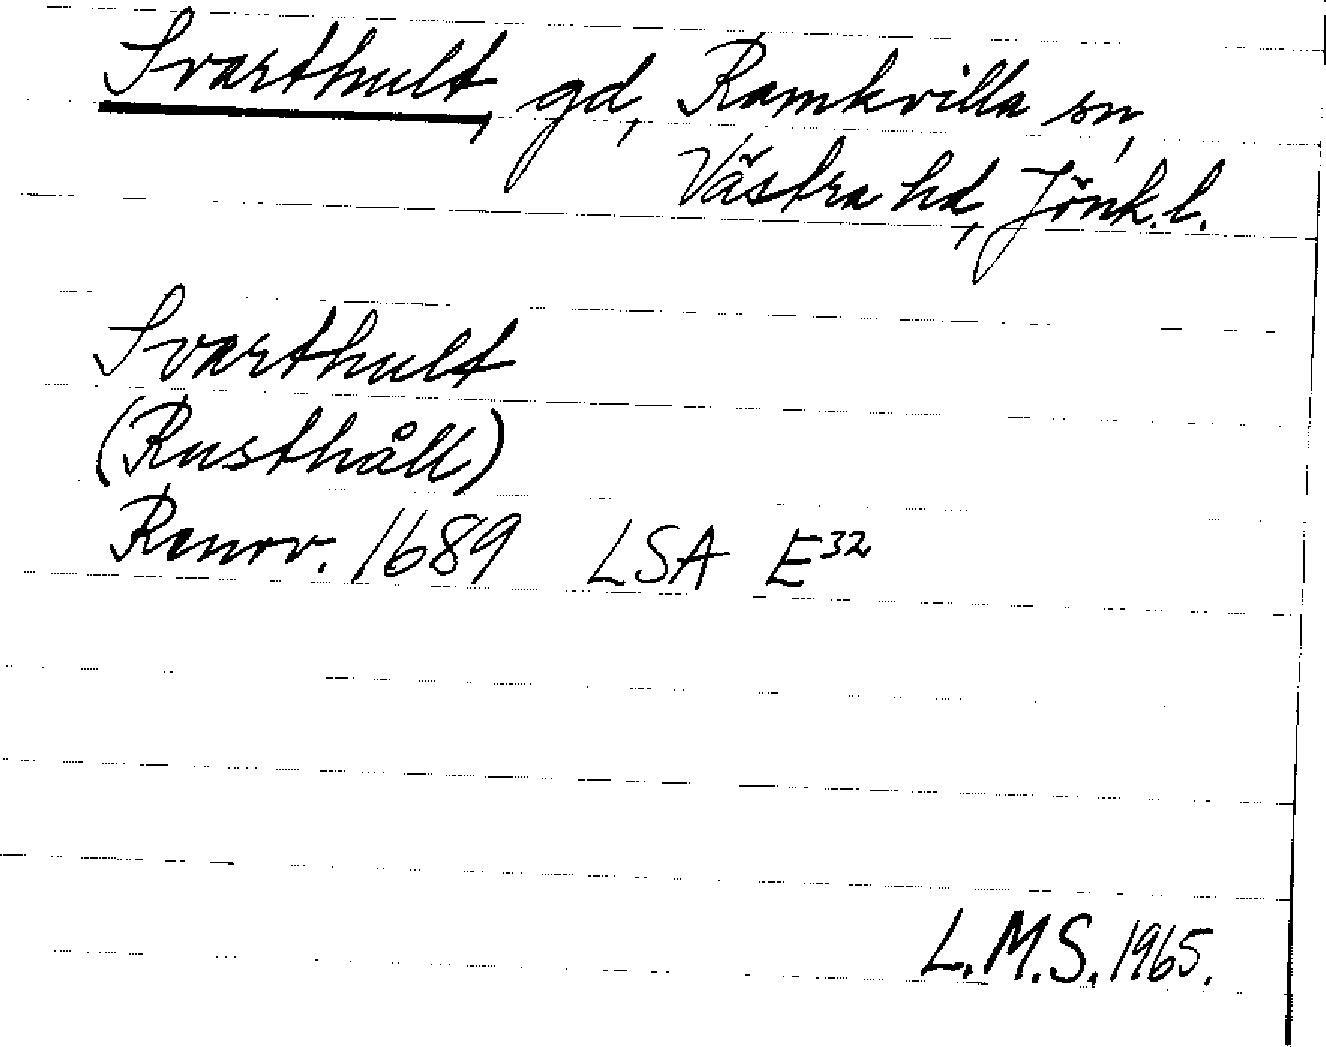 Svarthult, gd, Ramkvilla sn,
Västra hd, Jönk.l.
Svarthult
(Rusthåll)
Renov. 1689 LSA E32
L.M.S. 1965.